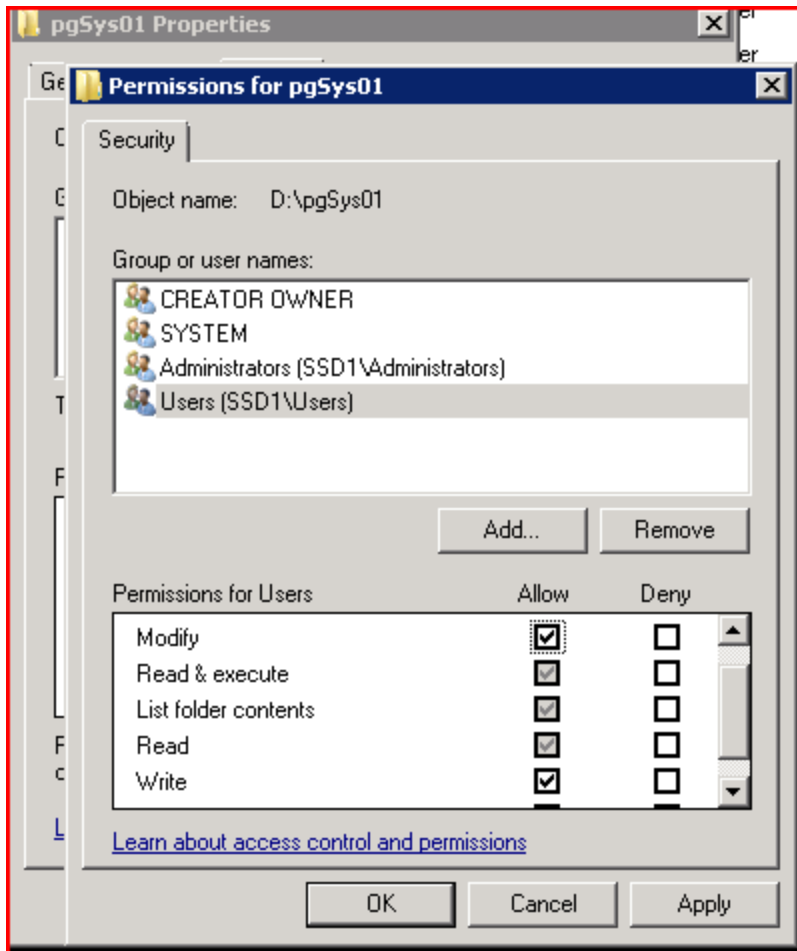 pgSys01 Properties
er
er
Ge
Permissions for pgSys01
Security
Object name: D:\pgSys01
Group or user names:
CREATOR OWNER
SYSTEM
Administrators (SSD1\Administrators)
Users (SSD1\Users)
Add...
Remove
Permissions for Users
Allow
Deny
Modify
Read & execute
List folder contents
Read
Write
Learn about access control and permissions
OK
Cancel
Apply